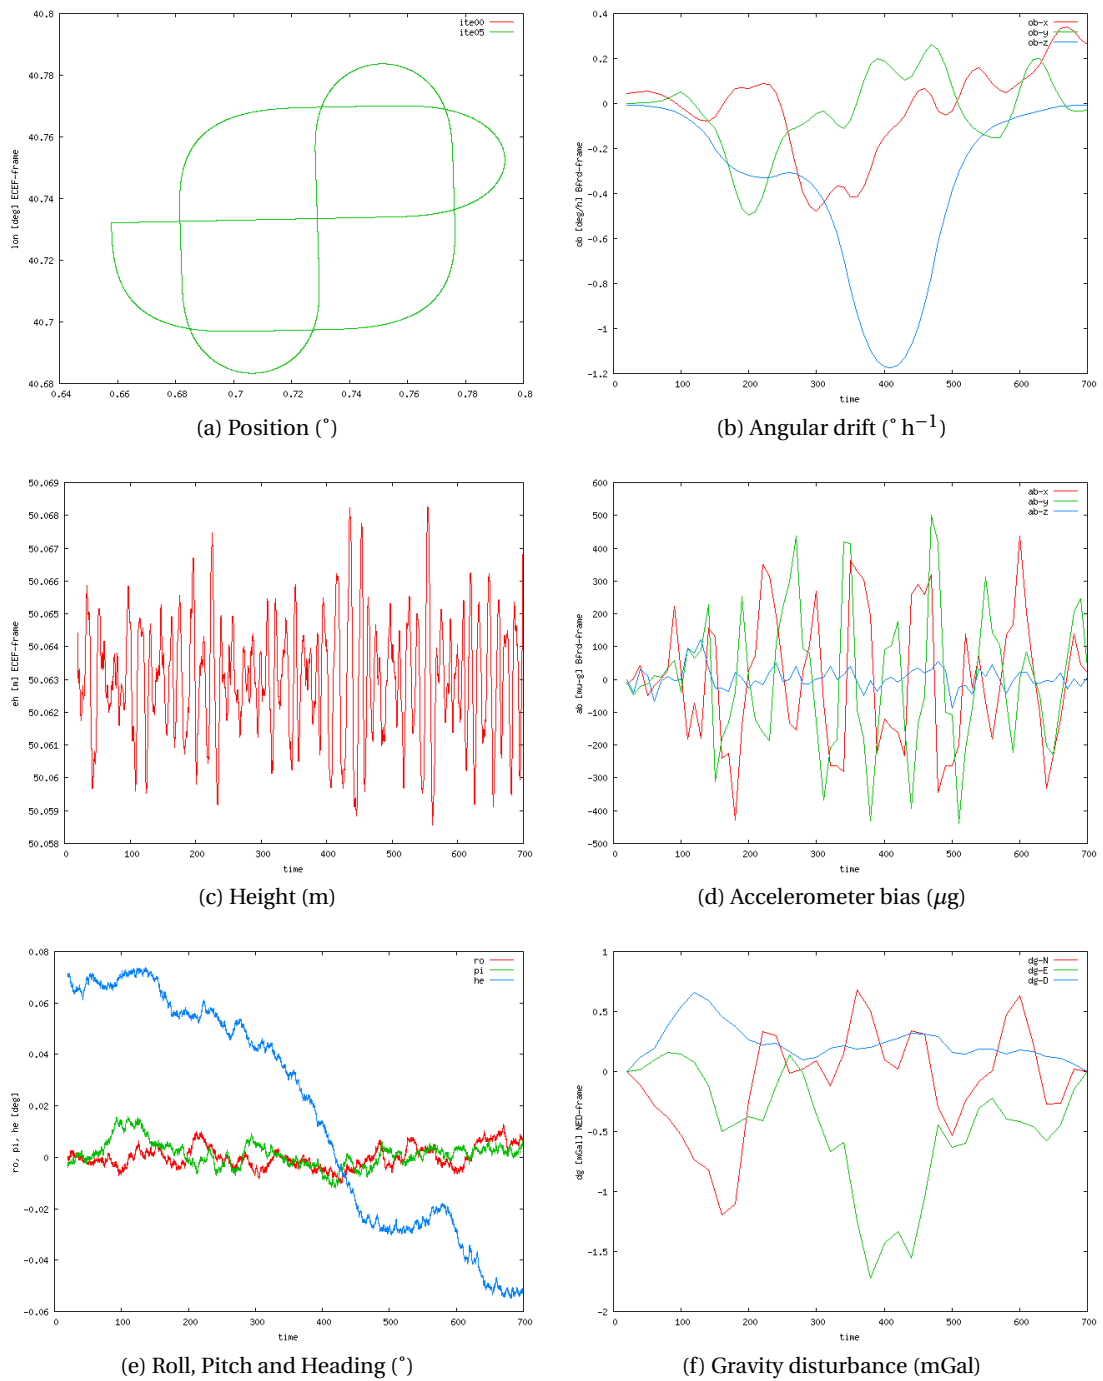 40.8
40.78
40.76
40.74
40.72
40.7
40.68
lon [deg] ECEF-frame
ite00
ite05
0.64 0.66 0.68 0.7 0.72 0.74 0.76 0.78 0.8
(a) Position (°)
0.4
0.2
0
-0.2
-0.4
-0.6
-0.8
-1
-1.2
ob [deg/h] Bfrd-frame
ob-x
ob-y
ob-z
0 100 200 300 400 500 600 700
time
(b) Angular drift (° h⁻¹)
50.069
50.068
50.067
50.066
50.065
50.064
50.063
50.062
50.061
50.06
50.059
50.058
eh [m] ECEF-frame
0 100 200 300 400 500 600 700
time
(c) Height (m)
600
500
400
300
200
100
0
-100
-200
-300
-400
-500
ab [mu-g] Bfrd-frame
ab-x
ab-y
ab-z
0 100 200 300 400 500 600 700
time
(d) Accelerometer bias (μg)
0.08
0.06
0.04
0.02
0
-0.02
-0.04
-0.06
ro, pi, he [deg]
ro
pi
he
0 100 200 300 400 500 600 700
time
(e) Roll, Pitch and Heading (°)
1
0.5
0
-0.5
-1
-1.5
-2
dg [mGal] NED-frame
dg-N
dg-E
dg-D
0 100 200 300 400 500 600 700
time
(f) Gravity disturbance (mGal)